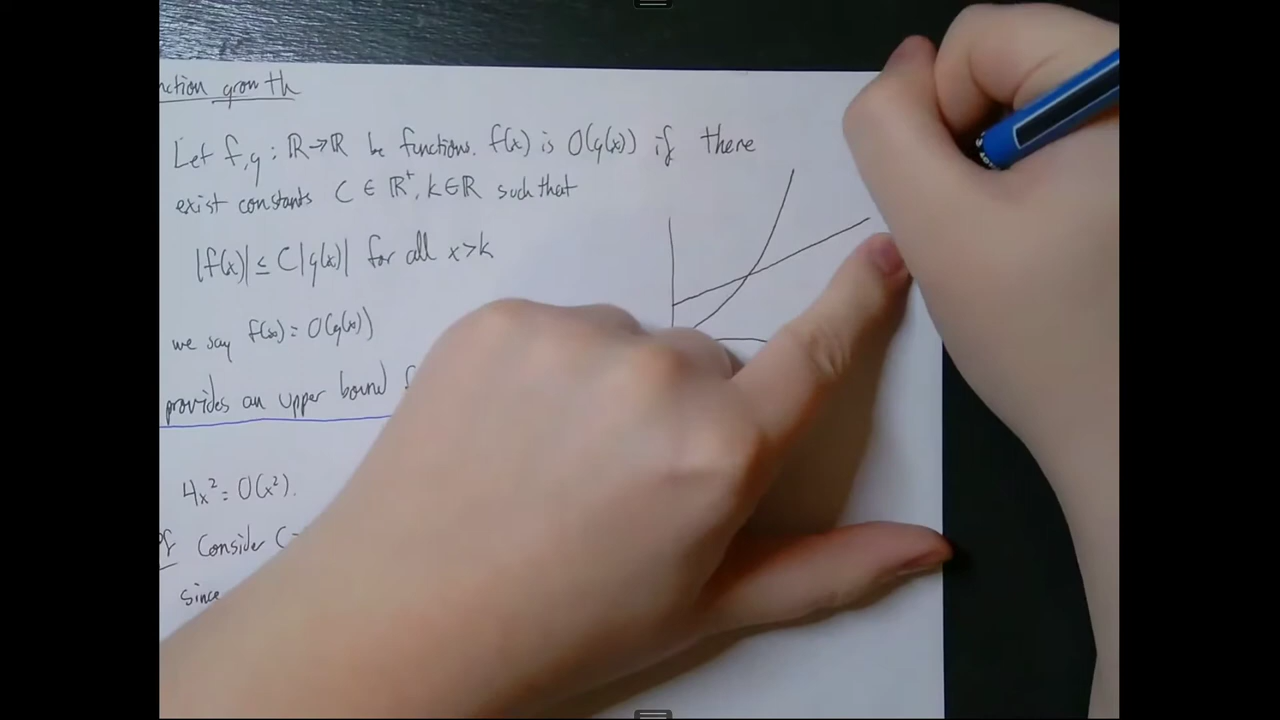 nction growth
Let f,g : ℝ→ℝ be functions. f(x) is O(g(x)) if there
exist constants C ∈ ℝ⁺, k∈ℝ such that
|f(x)| ≤ C|g(x)| for all x>k
we say f(x) = O(g(x))
provides an upper bound f
4x² = O(x²).
Pf Consider C=
since